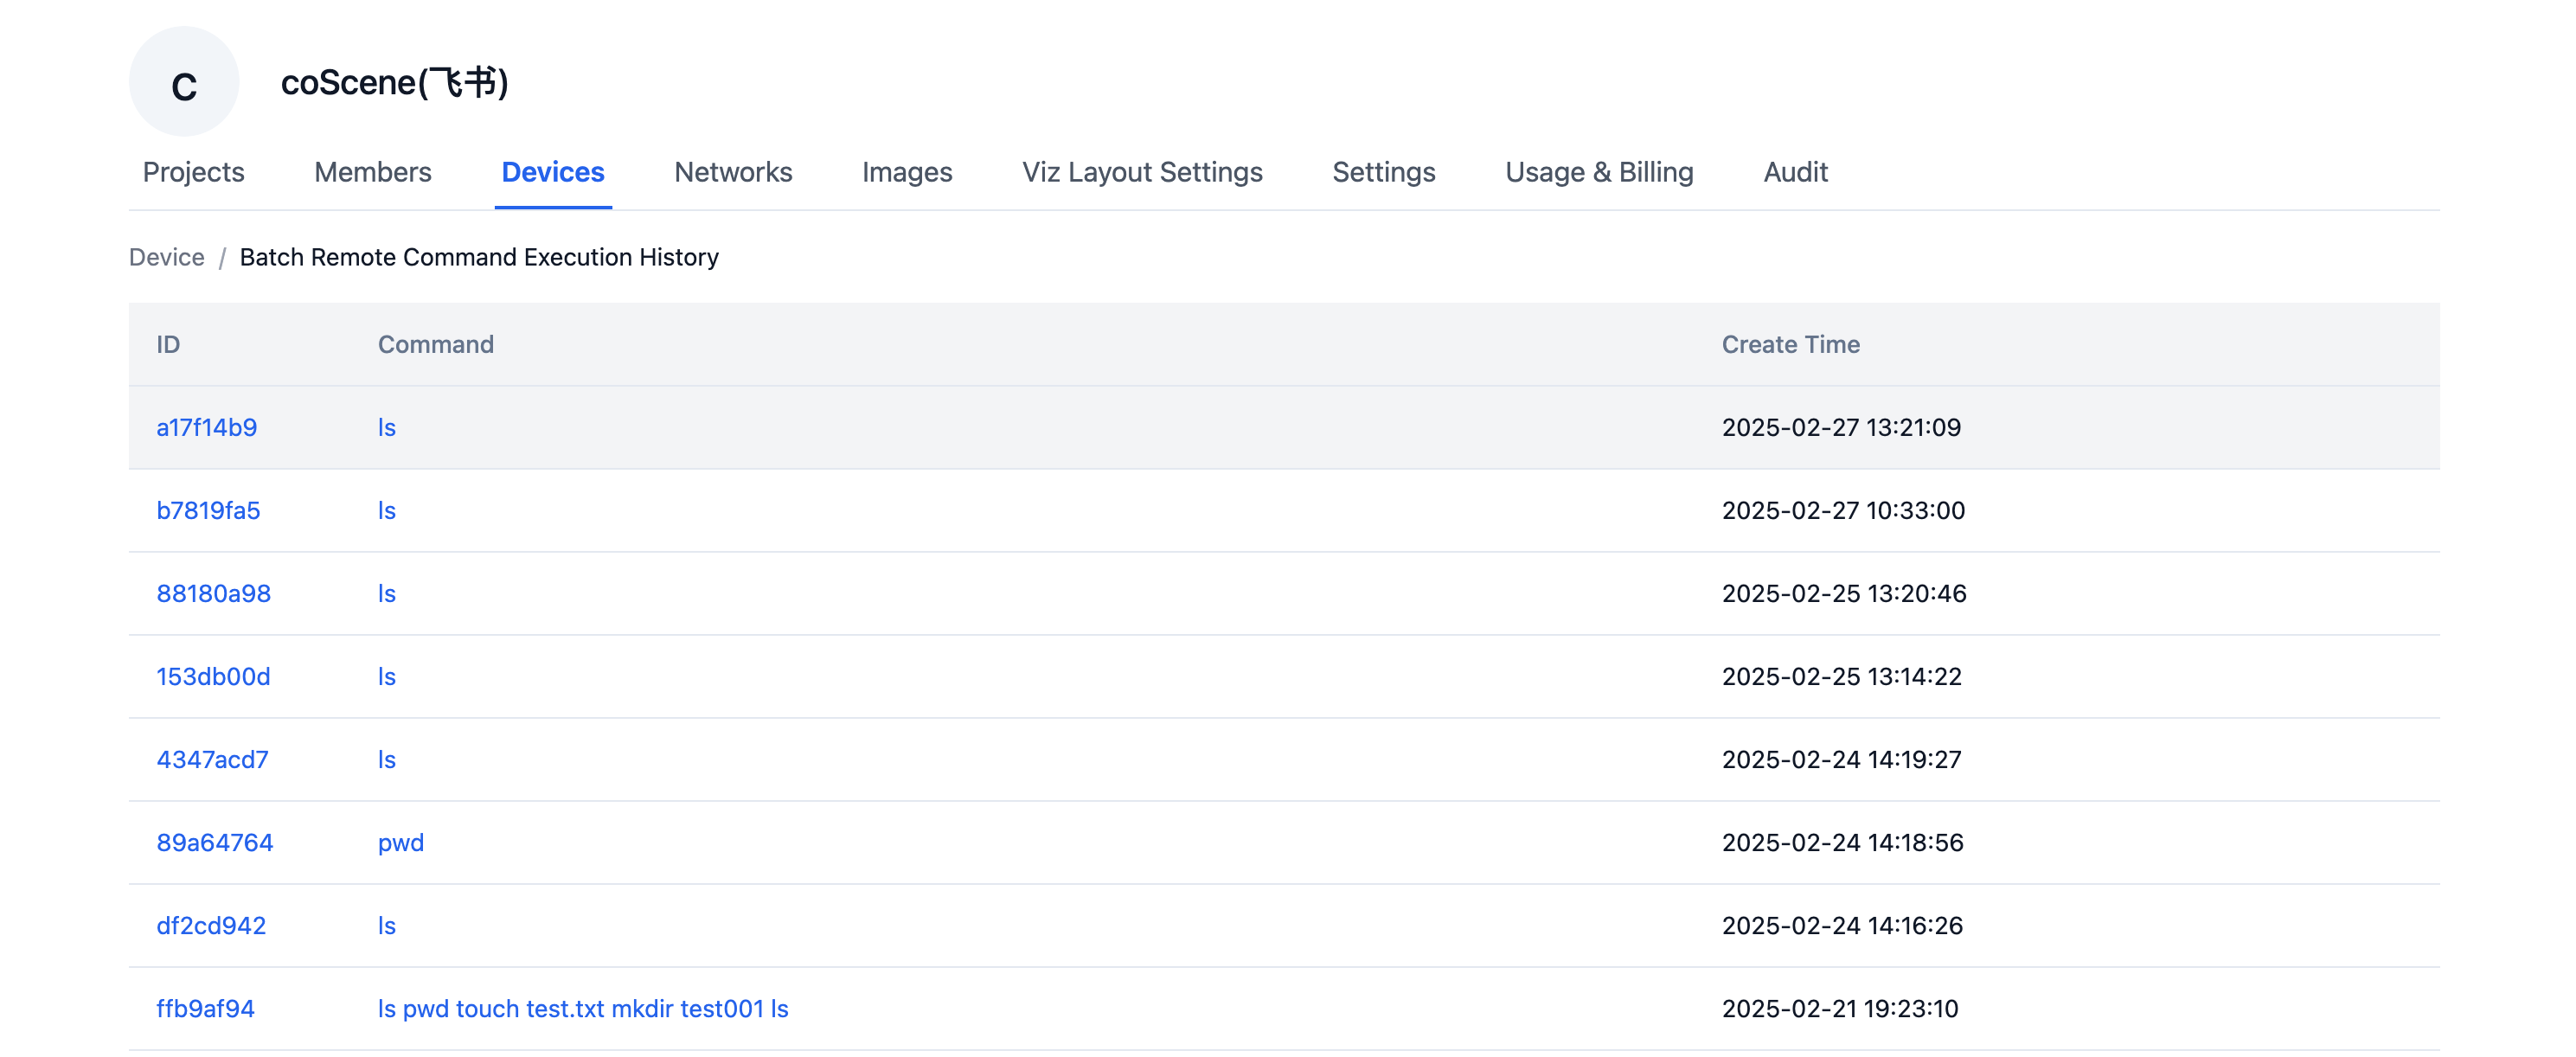 C
coScene(飞书)
Projects Members Devices Networks Images Viz Layout Settings Settings Usage & Billing Audit
Device / Batch Remote Command Execution History
ID Command Create Time
a17f14b9 ls 2025-02-27 13:21:09
b7819fa5 ls 2025-02-27 10:33:00
88180a98 ls 2025-02-25 13:20:46
153db00d ls 2025-02-25 13:14:22
4347acd7 ls 2025-02-24 14:19:27
89a64764 pwd 2025-02-24 14:18:56
df2cd942 ls 2025-02-24 14:16:26
ffb9af94 ls pwd touch test.txt mkdir test001 ls 2025-02-21 19:23:10